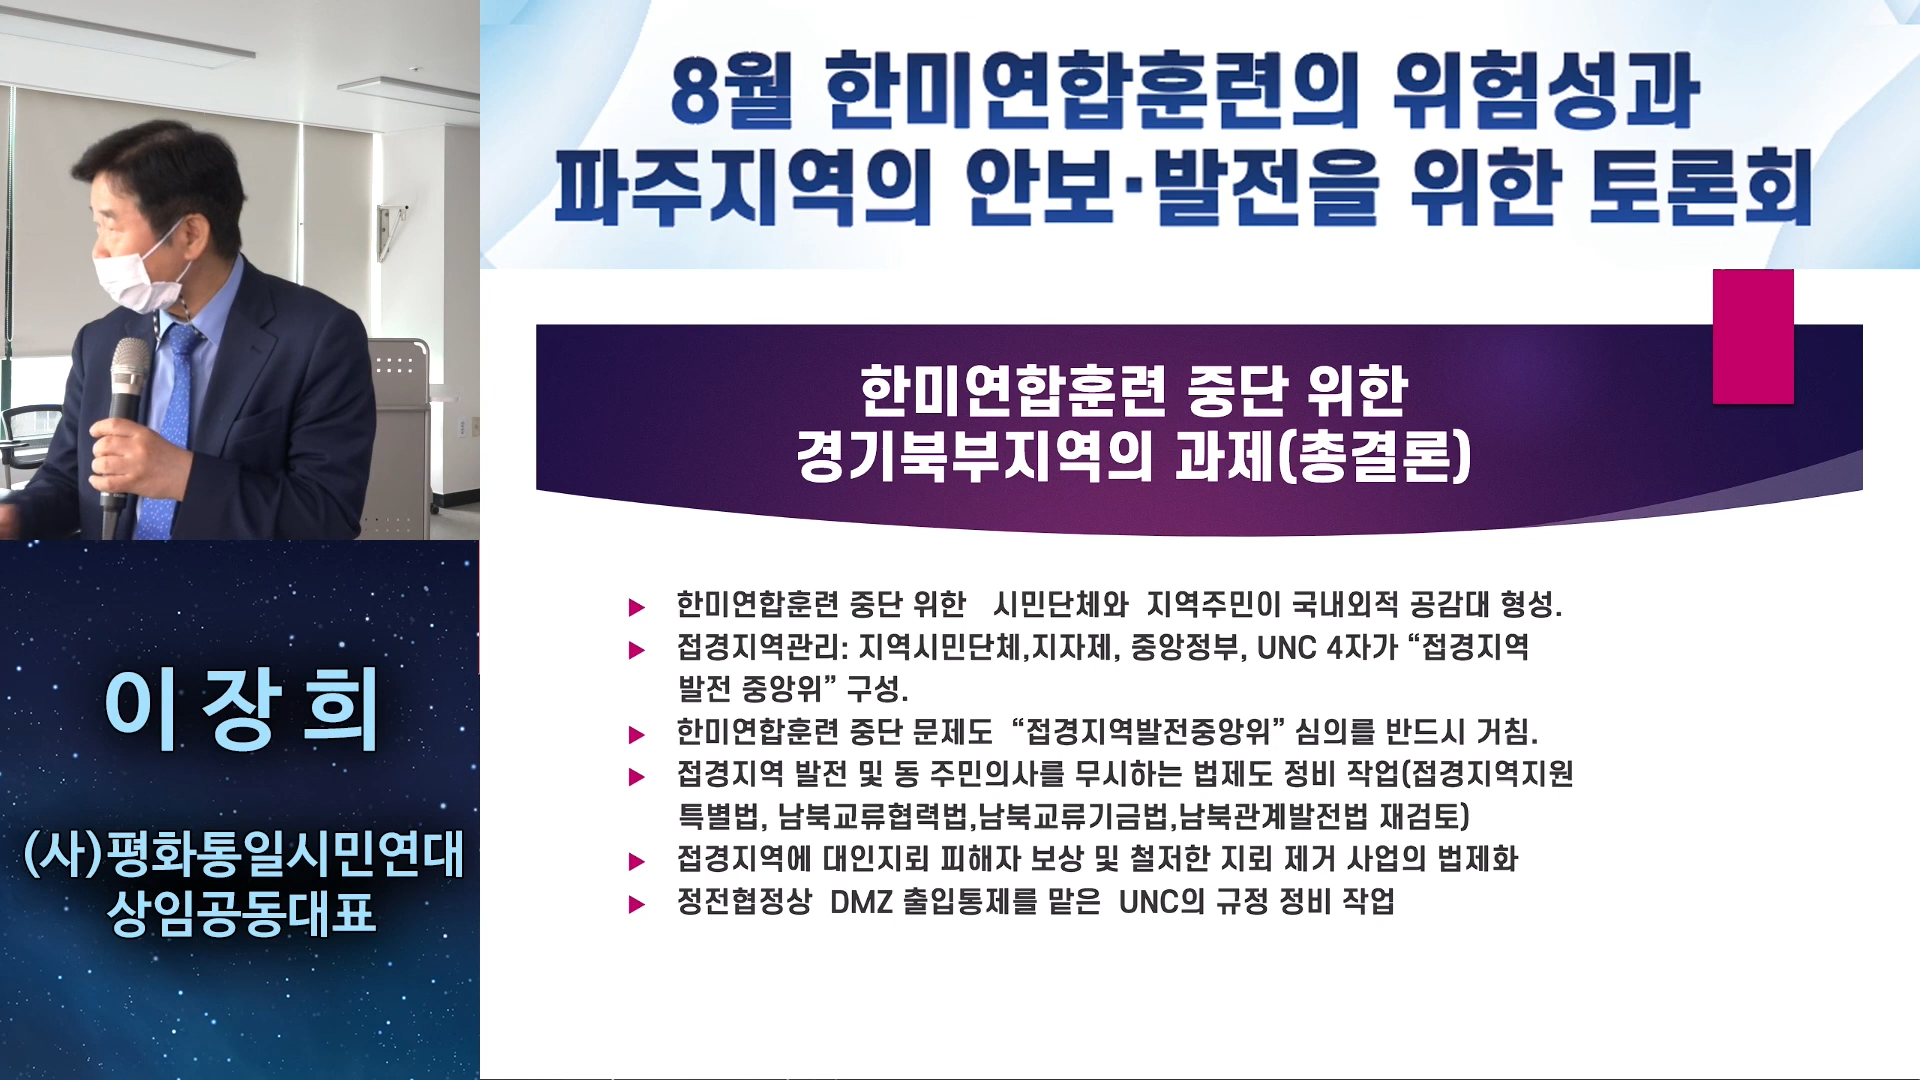 8월 한미연합훈련의 위험성과
파주지역의 안보·발전을 위한 토론회
한미연합훈련 중단 위한
경기북부지역의 과제(총결론)
한미연합훈련 중단 위한 시민단체와 지역주민이 국내외적 공감대 형성.
접경지역관리: 지역시민단체,지자제, 중앙정부, UNC 4자가 “접경지역
발전 중앙위” 구성.
한미연합훈련 중단 문제도 “접경지역발전중앙위” 심의를 반드시 거침.
접경지역 발전 및 동 주민의사를 무시하는 법제도 정비 작업(접경지역지원
특별법, 남북교류협력법,남북교류기금법,남북관계발전법 재검토)
접경지역에 대인지뢰 피해자 보상 및 철저한 지뢰 제거 사업의 법제화
정전협정상 DMZ 출입통제를 맡은 UNC의 규정 정비 작업
이 장 희
(사)평화통일시민연대
상임공동대표